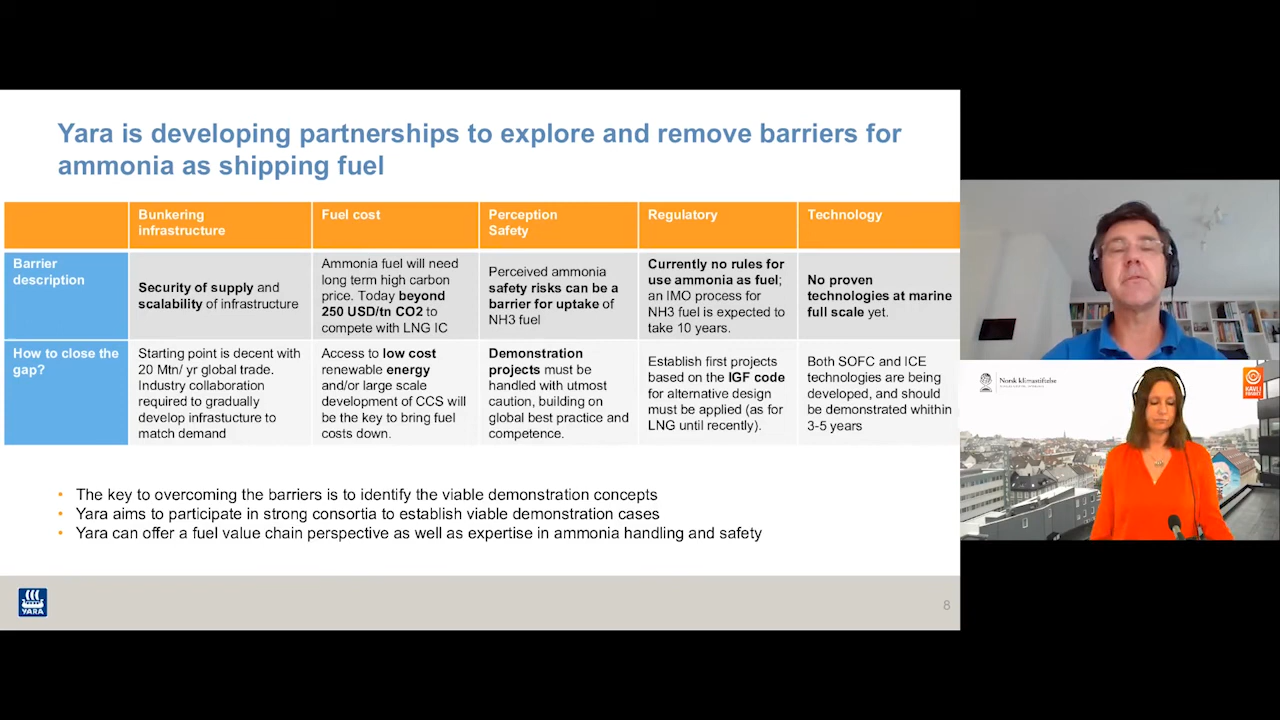 Yara is developing partnerships to explore and remove barriers for
ammonia as shipping fuel
Bunkering
infrastructure
Fuel cost
Perception
Safety
Regulatory
Technology
Barrier
description
Security of supply and
scalability of infrastructure
Ammonia fuel will need
long term high carbon
price. Today beyond
250 USD/tn CO2 to
compete with LNG IC
Perceived ammonia
safety risks can be a
barrier for uptake of
NH3 fuel
Currently no rules for
use ammonia as fuel;
an IMO process for
NH3 fuel is expected to
take 10 years.
No proven
technologies at marine
full scale yet.
How to close the
gap?
Starting point is decent with
20 Mtn/ yr global trade.
Industry collaboration
required to gradually
develop infrastucture to
match demand
Access to low cost
renewable energy
and/or large scale
development of CCS will
be the key to bring fuel
costs down.
Demonstration
projects must be
handled with utmost
caution, building on
global best practice and
competence.
Establish first projects
based on the IGF code
for alternative design
must be applied (as for
LNG until recently).
Both SOFC and ICE
technologies are being
developed, and should
be demonstrated whithin
3-5 years
• The key to overcoming the barriers is to identify the viable demonstration concepts
• Yara aims to participate in strong consortia to establish viable demonstration cases
• Yara can offer a fuel value chain perspective as well as expertise in ammonia handling and safety
YARA
8
Norsk klimastiftelse